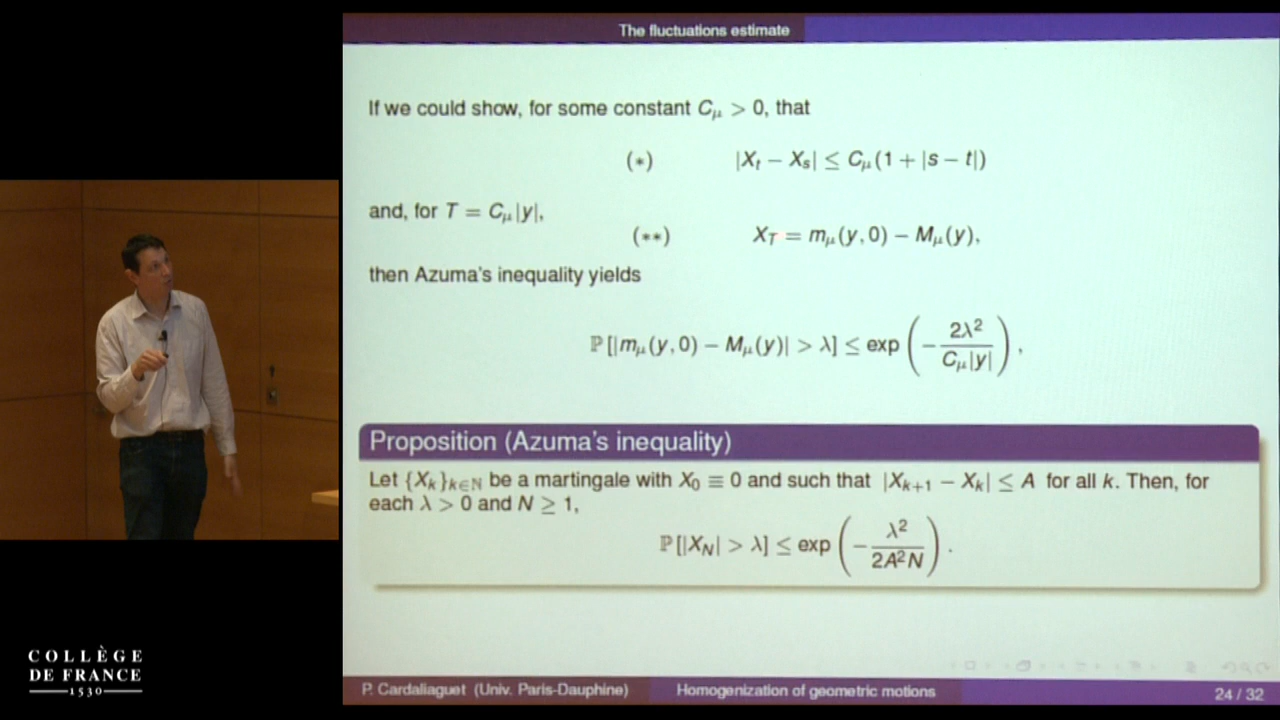 The fluctuations estimate
If we could show, for some constant C_μ > 0, that
(∗) |X_t − X_s| ≤ C_μ(1 + |s − t|)
and, for T = C_μ|y|,
(∗∗) X_T = m_μ(y, 0) − M_μ(y),
then Azuma's inequality yields
ℙ[|m_μ(y, 0) − M_μ(y)| > λ] ≤ exp(−2λ²/(C_μ|y|)),
Proposition (Azuma's inequality)
Let {X_k}_{k∈ℕ} be a martingale with X_0 ≡ 0 and such that |X_{k+1} − X_k| ≤ A for all k. Then, for
each λ > 0 and N ≥ 1,
ℙ[|X_N| > λ] ≤ exp(−λ²/(2A²N)).
P. Cardaliaguet (Univ. Paris-Dauphine) Homogenization of geometric motions 24 / 32
COLLÈGE
DE FRANCE
1530